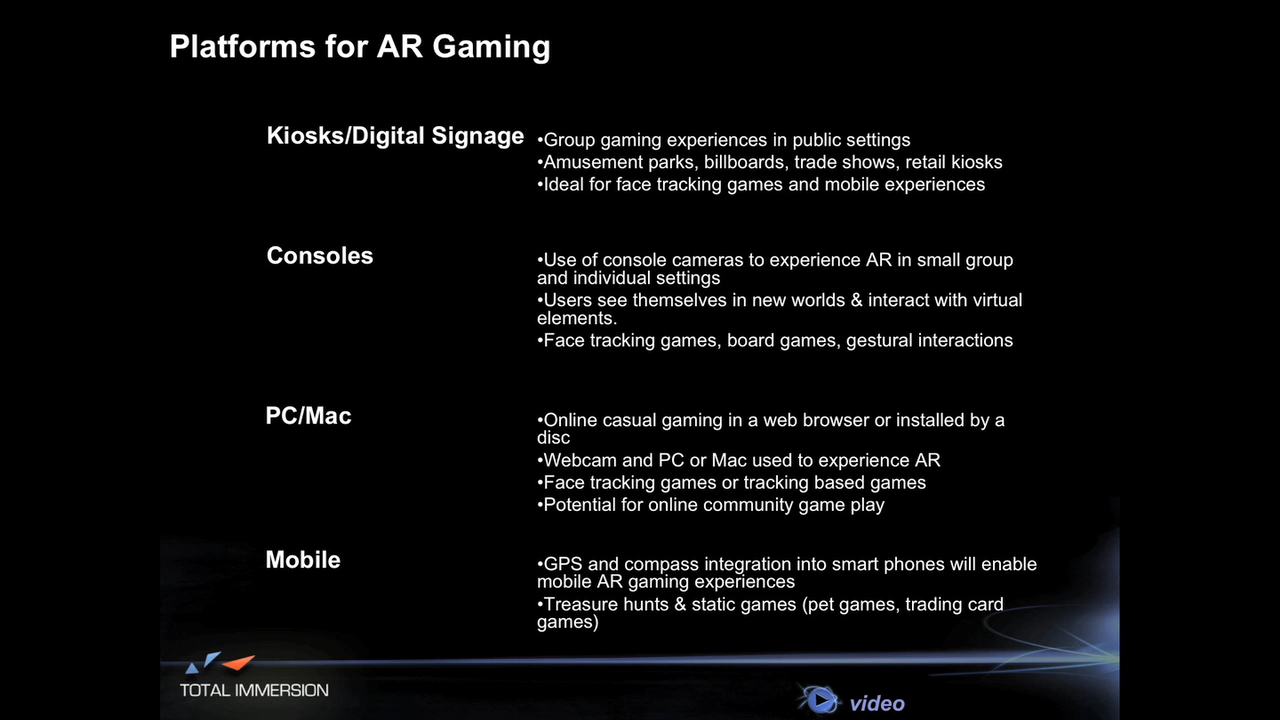 Platforms for AR Gaming
Kiosks/Digital Signage
•Group gaming experiences in public settings
•Amusement parks, billboards, trade shows, retail kiosks
•Ideal for face tracking games and mobile experiences
Consoles
•Use of console cameras to experience AR in small group
and individual settings
•Users see themselves in new worlds & interact with virtual
elements.
•Face tracking games, board games, gestural interactions
PC/Mac
•Online casual gaming in a web browser or installed by a
disc
•Webcam and PC or Mac used to experience AR
•Face tracking games or tracking based games
•Potential for online community game play
Mobile
•GPS and compass integration into smart phones will enable
mobile AR gaming experiences
•Treasure hunts & static games (pet games, trading card
games)
TOTAL IMMERSION
video